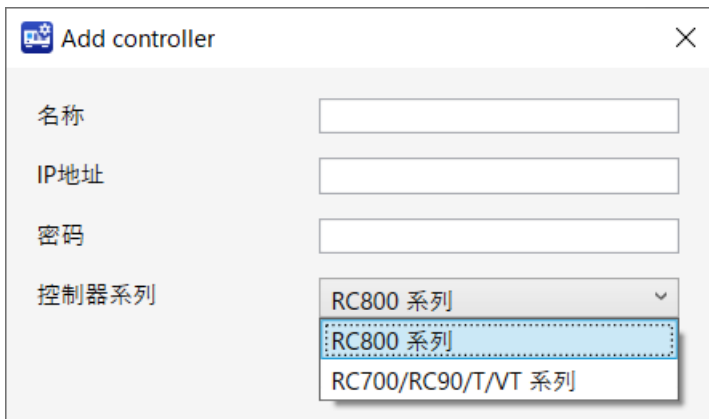 Add controller
名称
IP地址
密码
控制器系列
RC800 系列
RC800 系列
RC700/RC90/T/VT 系列